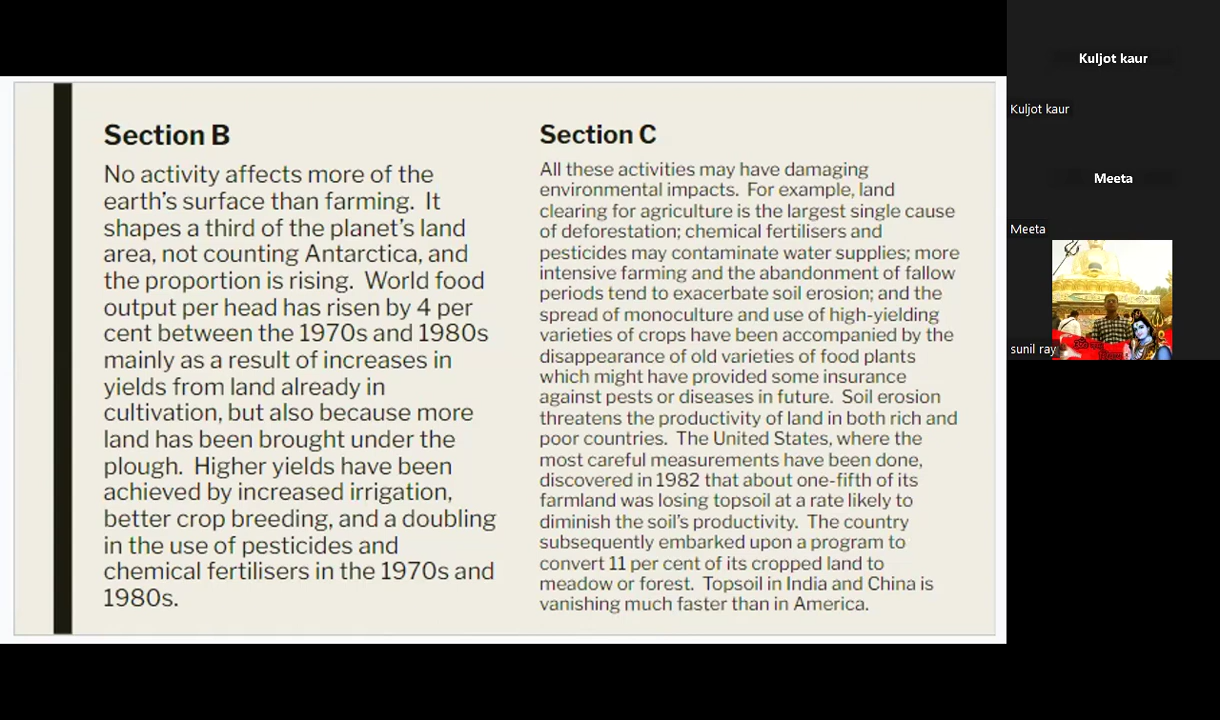 Section B
No activity affects more of the
earth's surface than farming.  It
shapes a third of the planet's land
area, not counting Antarctica, and
the proportion is rising.  World food
output per head has risen by 4 per
cent between the 1970s and 1980s
mainly as a result of increases in
yields from land already in
cultivation, but also because more
land has been brought under the
plough.  Higher yields have been
achieved by increased irrigation,
better crop breeding, and a doubling
in the use of pesticides and
chemical fertilisers in the 1970s and
1980s.
Section C
All these activities may have damaging
environmental impacts.  For example, land
clearing for agriculture is the largest single cause
of deforestation; chemical fertilisers and
pesticides may contaminate water supplies; more
intensive farming and the abandonment of fallow
periods tend to exacerbate soil erosion; and the
spread of monoculture and use of high-yielding
varieties of crops have been accompanied by the
disappearance of old varieties of food plants
which might have provided some insurance
against pests or diseases in future.  Soil erosion
threatens the productivity of land in both rich and
poor countries.  The United States, where the
most careful measurements have been done,
discovered in 1982 that about one-fifth of its
farmland was losing topsoil at a rate likely to
diminish the soil's productivity.  The country
subsequently embarked upon a program to
convert 11 per cent of its cropped land to
meadow or forest.  Topsoil in India and China is
vanishing much faster than in America.
Kuljot kaur
Kuljot kaur
Meeta
Meeta
sunil ray